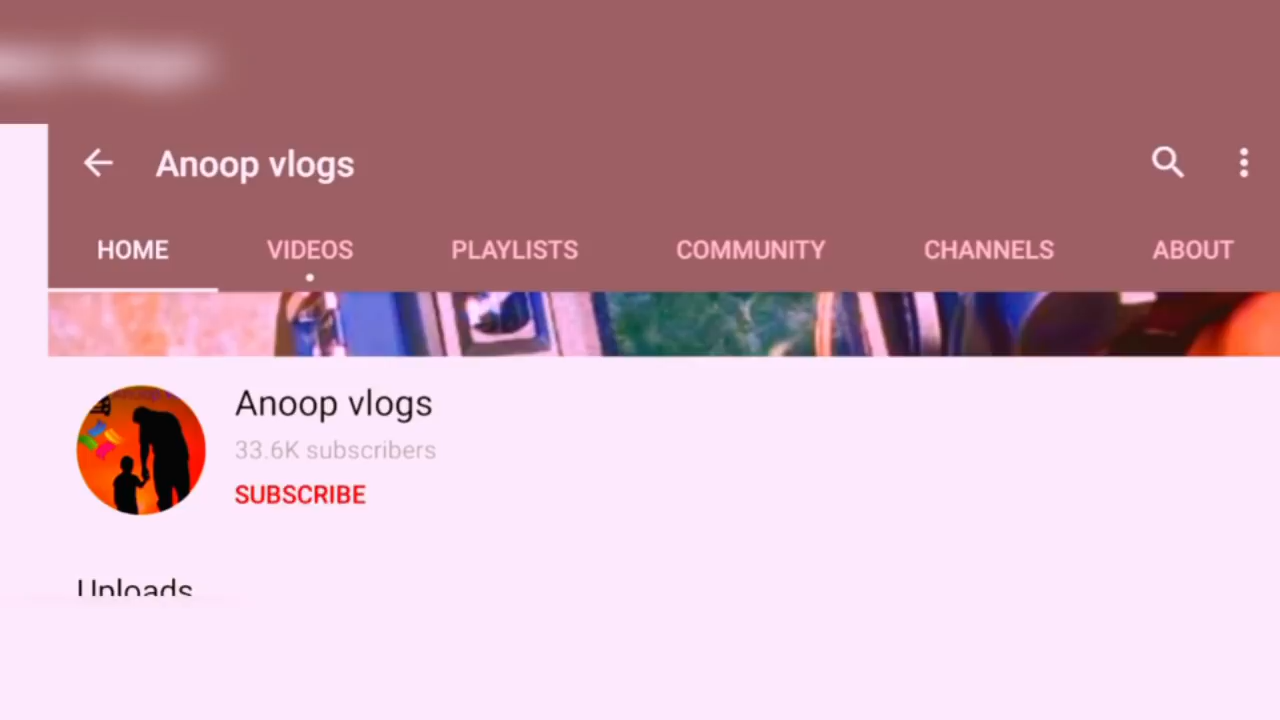 Anoop vlogs
HOME VIDEOS PLAYLISTS COMMUNITY CHANNELS ABOUT
Anoop vlogs
33.6K subscribers
SUBSCRIBE
Uploads